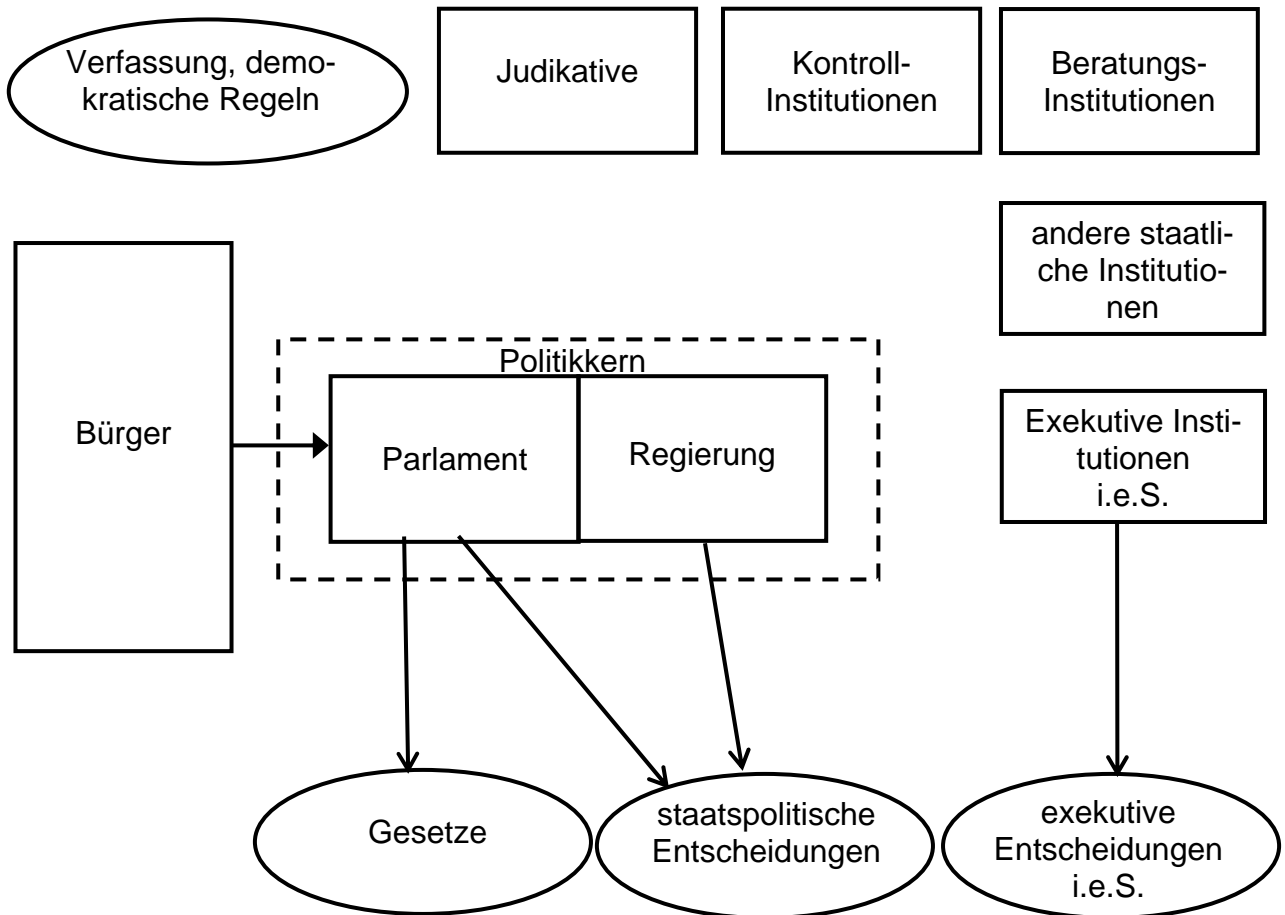 Verfassung, demo-
kratische Regeln
Judikative
Kontroll-
Institutionen
Beratungs-
Institutionen
andere staatli-
che Institutio-
nen
Bürger
Politikkern
Parlament
Regierung
Exekutive Insti-
tutionen
i.e.S.
Gesetze
staatspolitische
Entscheidungen
exekutive
Entscheidungen
i.e.S.